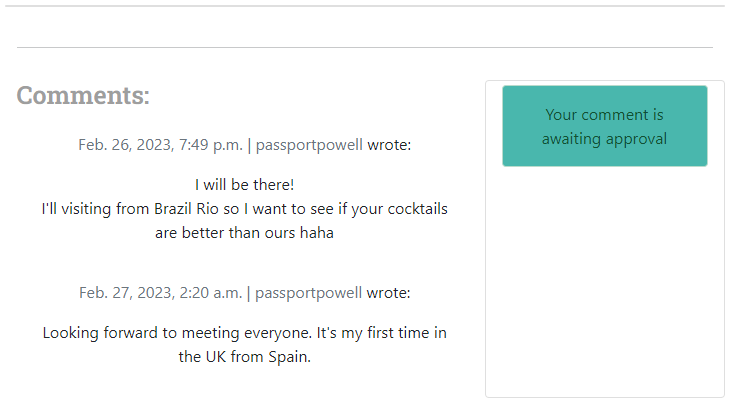 Comments:
Feb. 26, 2023, 7:49 p.m. | passportpowell wrote:
I will be there!
I'll visiting from Brazil Rio so I want to see if your cocktails
are better than ours haha
Feb. 27, 2023, 2:20 a.m. | passportpowell wrote:
Looking forward to meeting everyone. It's my first time in
the UK from Spain.
Your comment is
awaiting approval